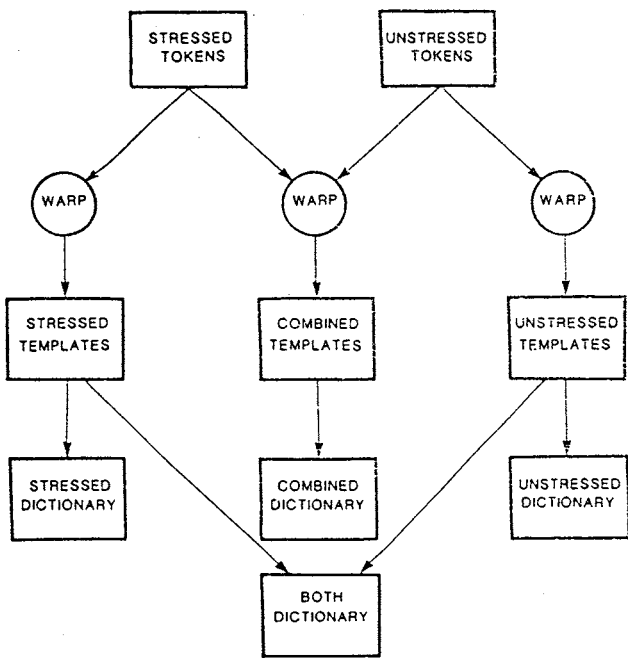 STRESSED
TOKENS
UNSTRESSED
TOKENS
WARP
WARP
WARP
STRESSED
TEMPLATES
COMBINED
TEMPLATES
UNSTRESSED
TEMPLATES
STRESSED
DICTIONARY
COMBINED
DICTIONARY
UNSTRESSED
DICTIONARY
BOTH
DICTIONARY